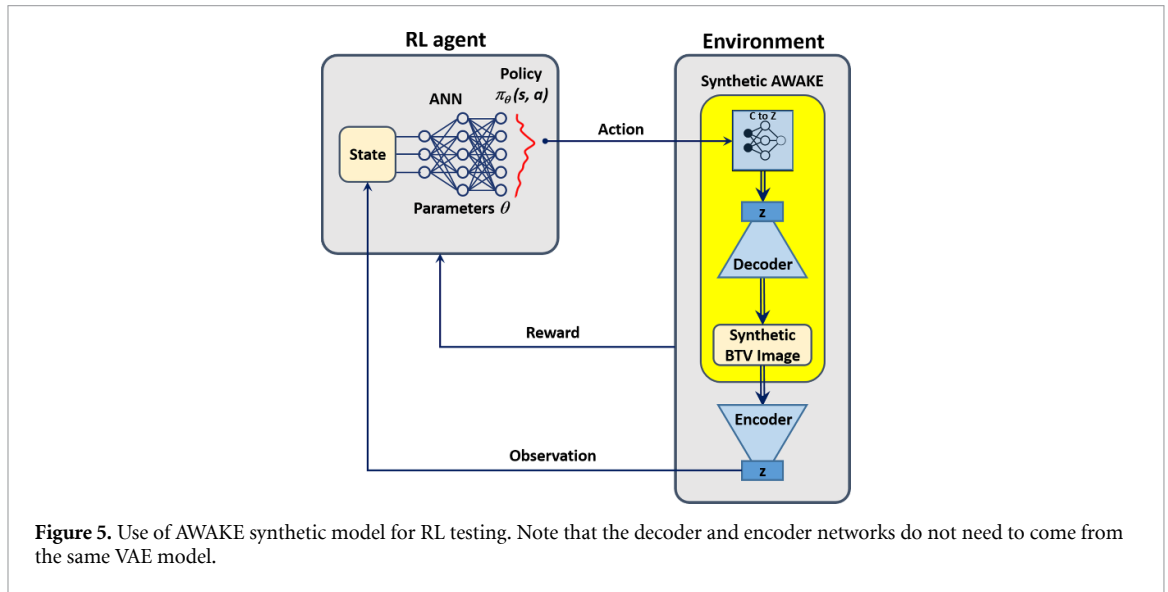 RL agent
Environment
Policy
πθ(s, a)
ANN
State
Parameters θ
Action
Synthetic AWAKE
C to Z
z
Decoder
Synthetic
BTV Image
Reward
Encoder
z
Observation
Figure 5. Use of AWAKE synthetic model for RL testing. Note that the decoder and encoder networks do not need to come from
the same VAE model.